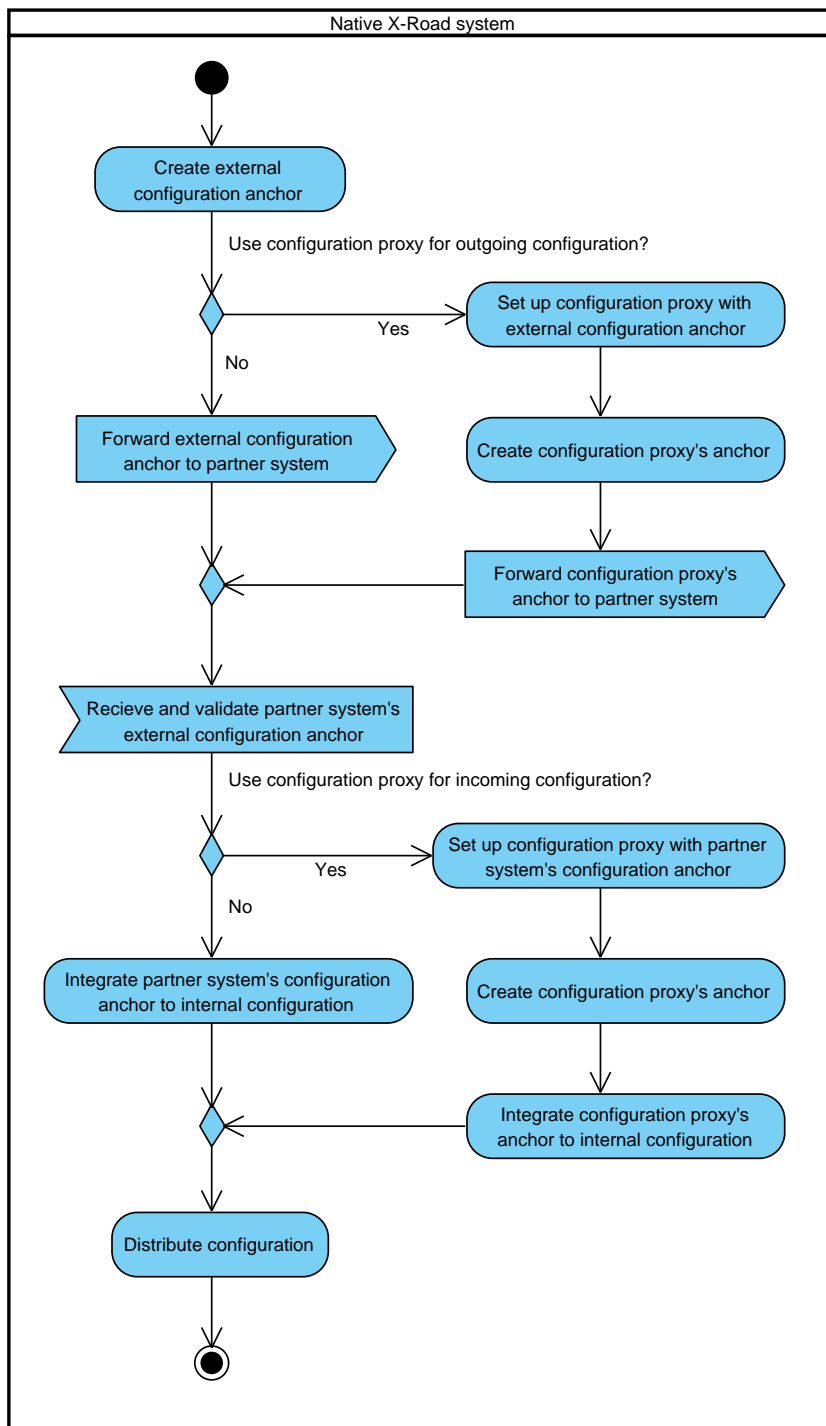 Native X-Road system
Create external
configuration anchor
Use configuration proxy for outgoing configuration?
Yes
Set up configuration proxy with
external configuration anchor
No
Forward external configuration
anchor to partner system
Create configuration proxy's anchor
Forward configuration proxy's
anchor to partner system
Recieve and validate partner system's
external configuration anchor
Use configuration proxy for incoming configuration?
Yes
Set up configuration proxy with partner
system's configuration anchor
No
Integrate partner system's configuration
anchor to internal configuration
Create configuration proxy's anchor
Integrate configuration proxy's
anchor to internal configuration
Distribute configuration